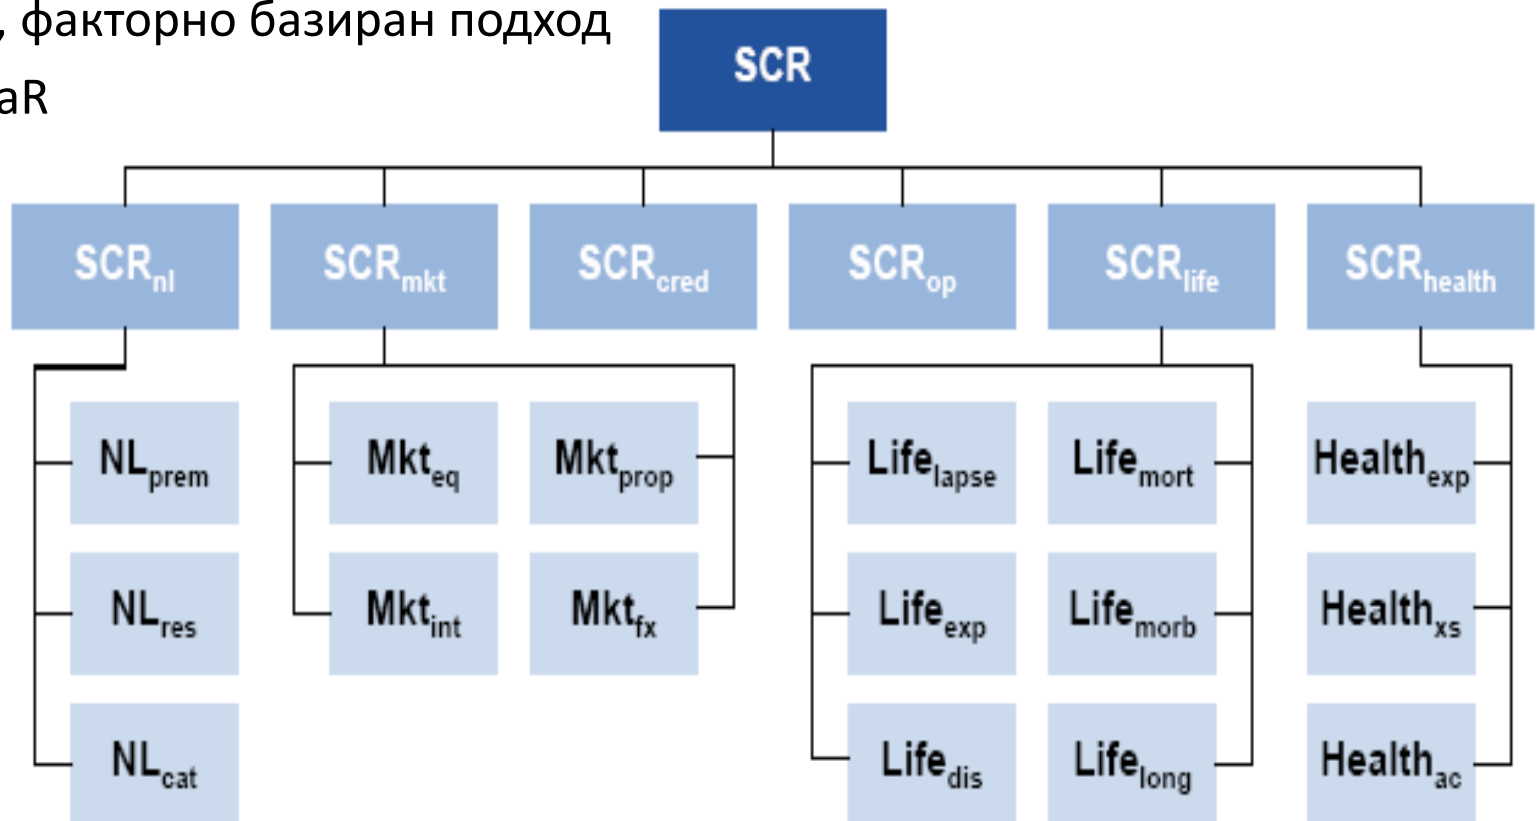 , факторно базиран подход
aR
SCR
SCRnl SCRmkt SCRcred SCRop SCRlife SCRhealth
NLprem Mkteq Mktprop Lifelapse Lifemort Healthexp
NLres Mktint Mktfx Lifeexp Lifemorb Healthxs
NLcat Lifedis Lifelong Healthac